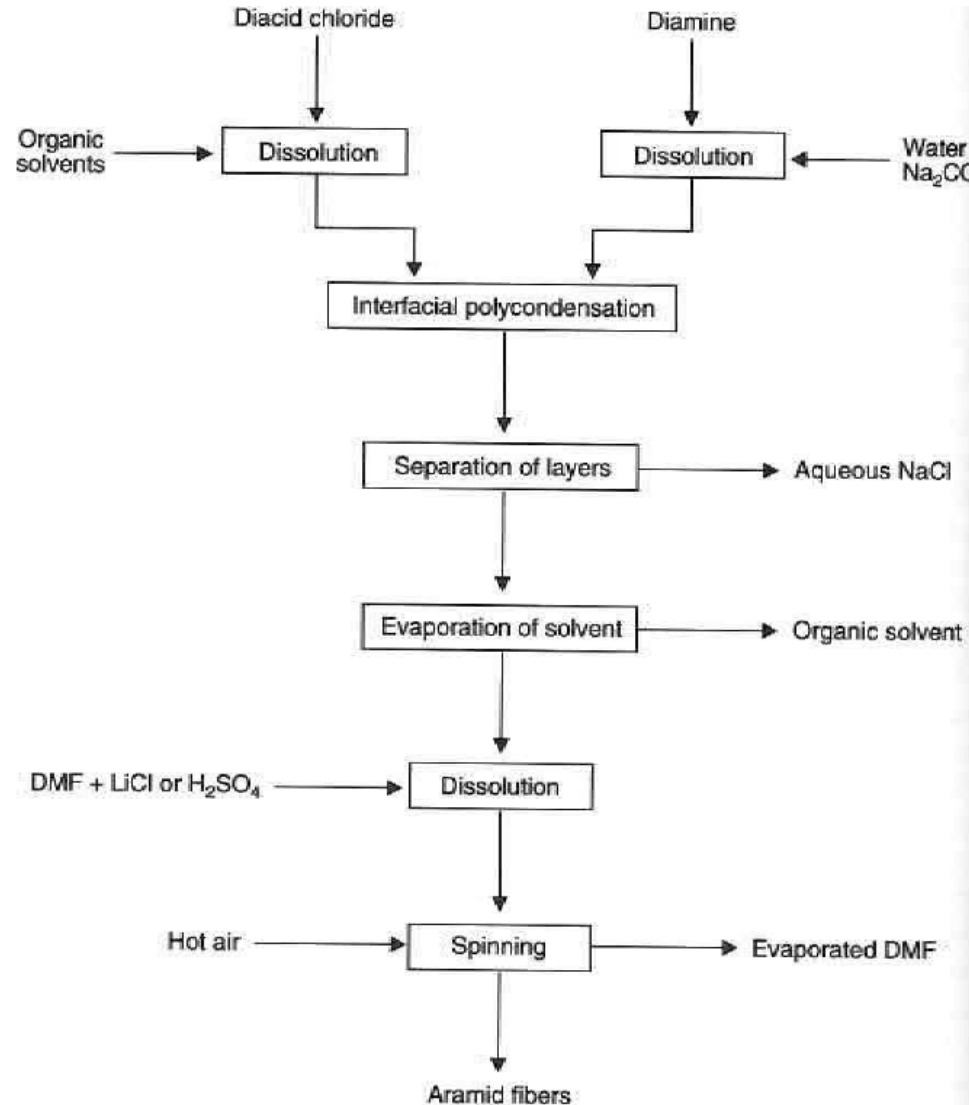 Diacid chloride
Diamine
Organic
solvents
Dissolution
Dissolution
Water
Na₂CO
Interfacial polycondensation
Separation of layers
Aqueous NaCl
Evaporation of solvent
Organic solvent
DMF + LiCl or H₂SO₄
Dissolution
Hot air
Spinning
Evaporated DMF
Aramid fibers